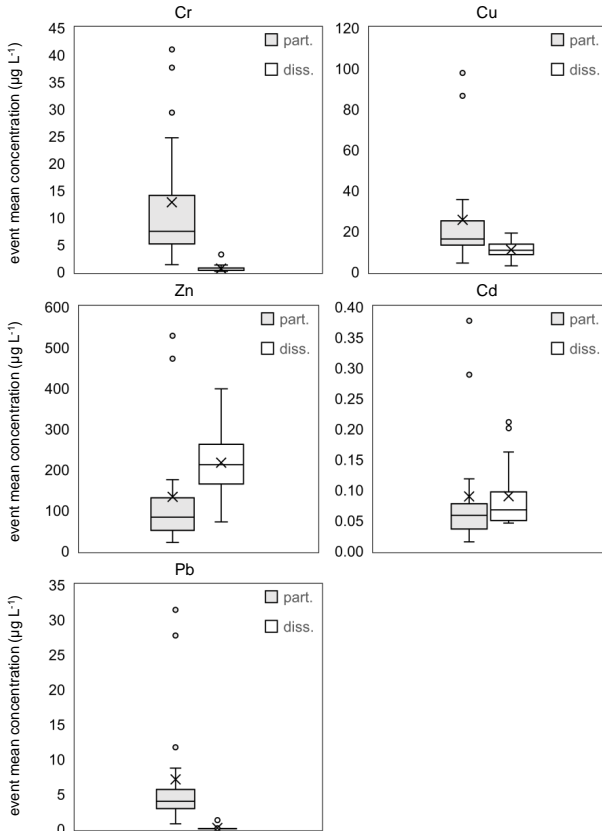 Cr
event mean concentration (µg L-1)
45
40
35
30
25
20
15
10
5
0
part.
diss.
Cu
120
100
80
60
40
20
0
part.
diss.
Zn
event mean concentration (µg L-1)
600
500
400
300
200
100
0
part.
diss.
Cd
0.40
0.35
0.30
0.25
0.20
0.15
0.10
0.05
0.00
part.
diss.
Pb
event mean concentration (µg L-1)
35
30
25
20
15
10
5
0
part.
diss.